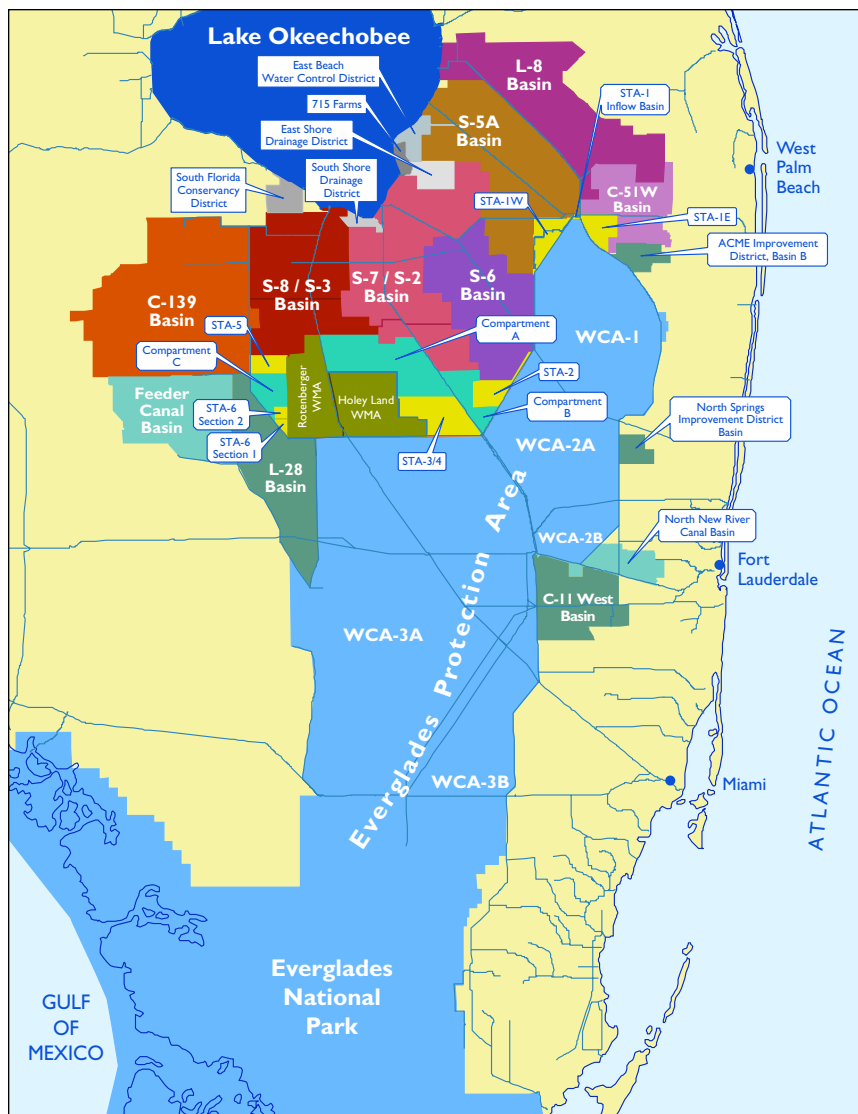 Lake Okeechobee
East Beach
Water Control District
715 Farms
East Shore
Drainage District
South Florida
Conservancy
District
South Shore
Drainage
District
L-8
Basin
S-5A
Basin
STA-1
Inflow Basin
West
Palm
Beach
C-51W
Basin
STA-1W
STA-1E
ACME Improvement
District, Basin B
C-139
Basin
S-8 / S-3
Basin
S-7 / S-2
Basin
S-6
Basin
WCA-1
STA-5
Compartment
C
Compartment
A
Feeder
Canal
Basin
Rotenberger
WMA
Holey Land
WMA
STA-2
Compartment
B
STA-6
Section 2
STA-6
Section 1
STA-3/4
North Springs
Improvement District
Basin
WCA-2A
L-28
Basin
WCA-2B
North New River
Canal Basin
Fort
Lauderdale
C-11 West
Basin
WCA-3A
Everglades Protection Area
WCA-3B
Miami
ATLANTIC OCEAN
Everglades
National
Park
GULF
OF
MEXICO